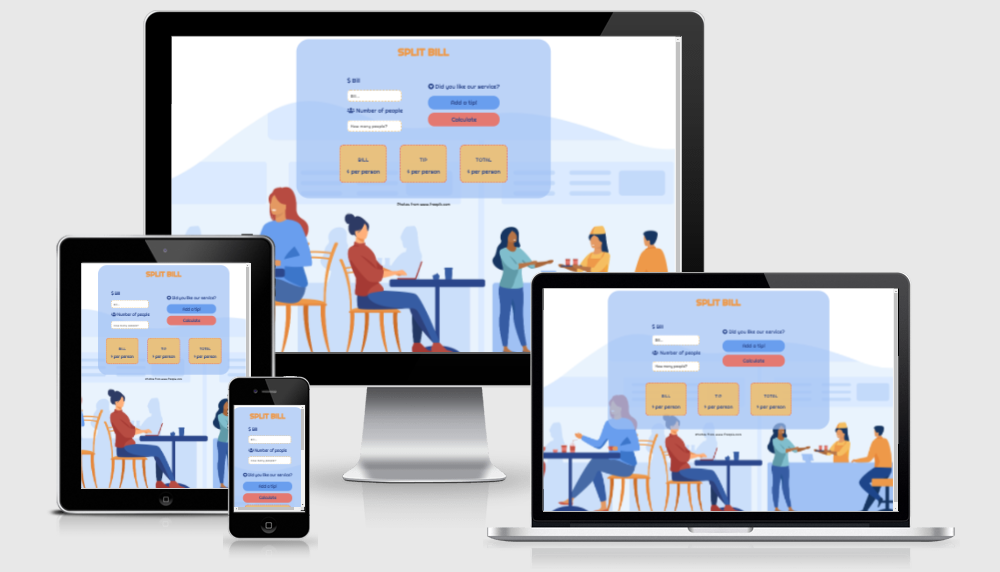 SPLIT BILL
$ Bill
Bill...
Number of people
How many people?
Did you like our service?
Add a tip!
Calculate
BILL
$ per person
TIP
$ per person
TOTAL
$ per person
Photos from www.freepik.com
SPLIT BILL
$ Bill
Bill...
Number of people
How many people?
Did you like our service?
Add a tip!
Calculate
BILL
$ per person
TIP
$ per person
TOTAL
$ per person
Photos from www.freepik.com
SPLIT BILL
$ Bill
Bill...
Number of people
How many people?
Did you like our service?
Add a tip!
Calculate
SPLIT BILL
$ Bill
Bill...
Number of people
How many people?
Did you like our service?
Add a tip!
Calculate
BILL
$ per person
TIP
$ per person
TOTAL
$ per person
Photos from www.freepik.com